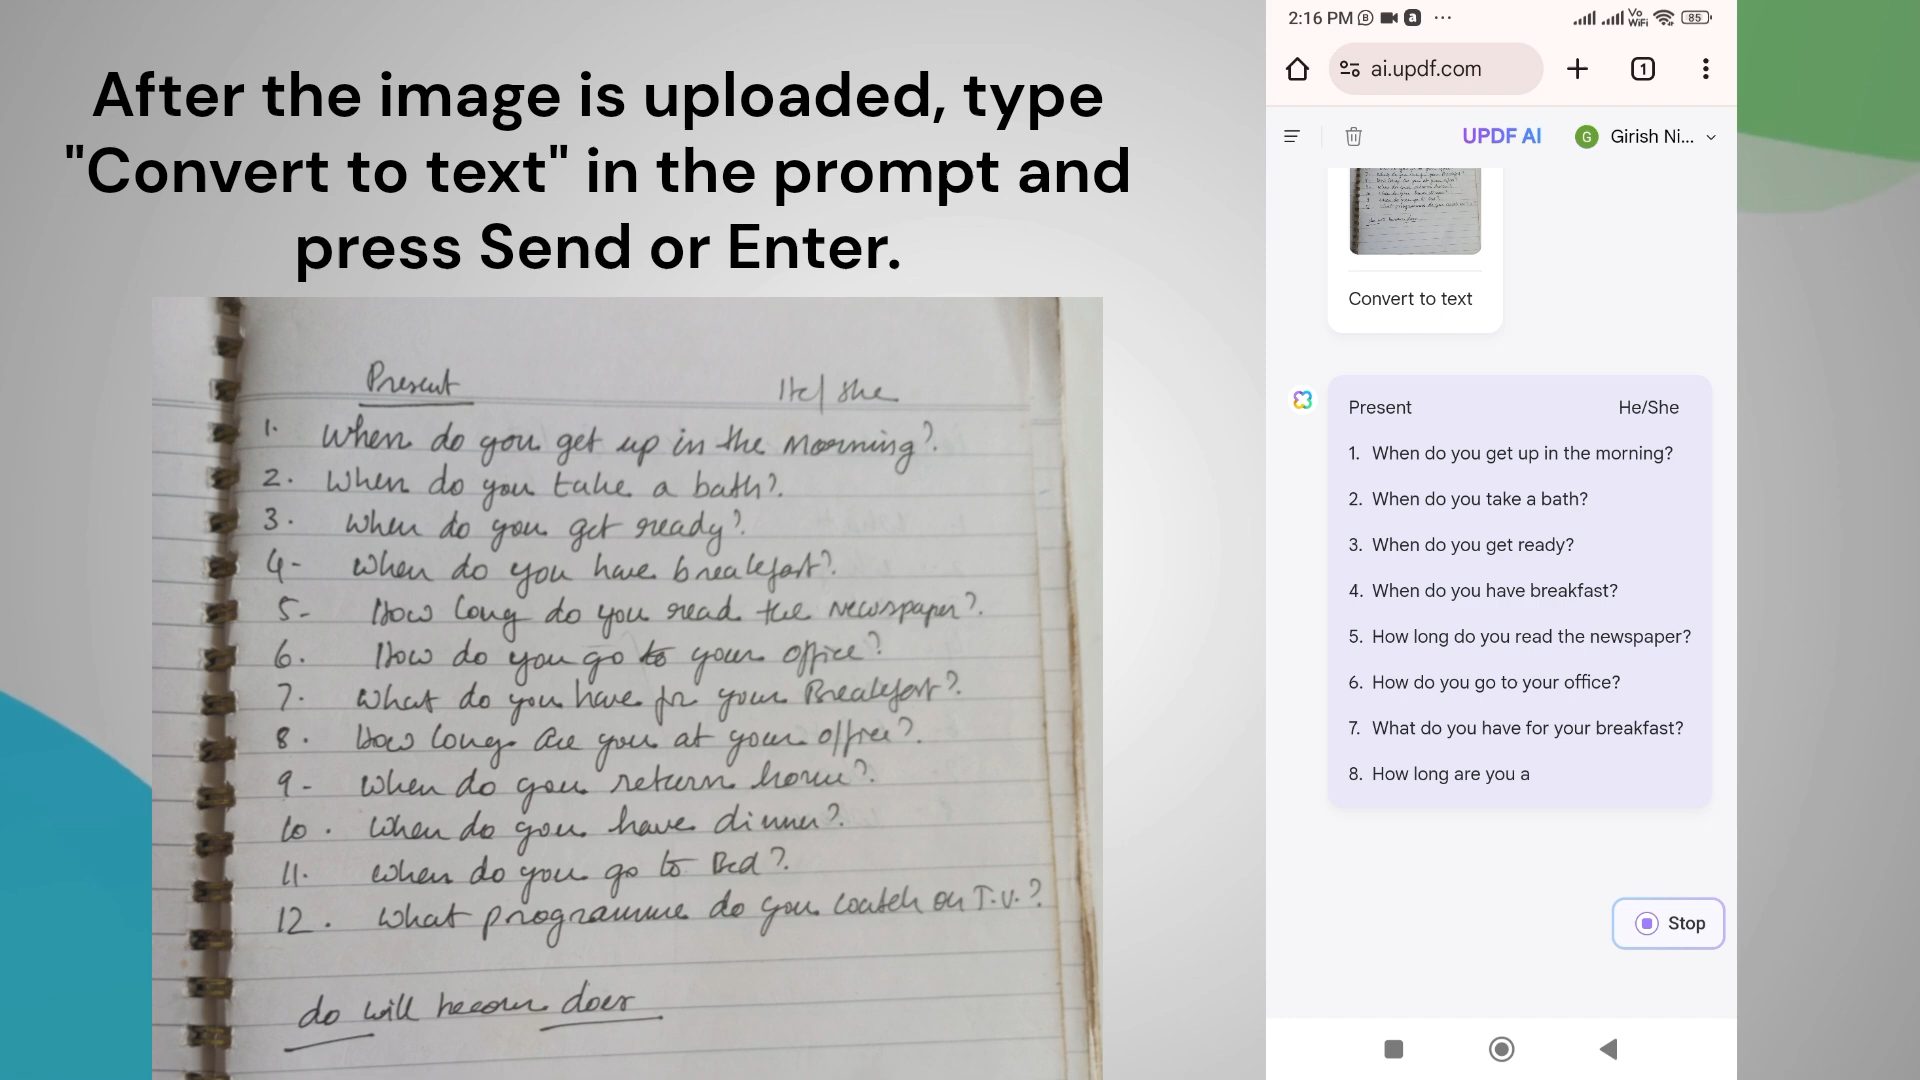 After the image is uploaded, type
"Convert to text" in the prompt and
press Send or Enter.
Present He/she
1. When do you get up in the Morning?
2. When do you take a bath?
3. When do you get ready?
4- When do you have breakfast?
5- How long do you read the Newspaper?
6. How do you go to your office?
7. What do you have for your Breakfast?
8. How long are you at your office?
9- When do you return home?
10. When do you have dinner?
11. When do you go to Bed?
12. What programme do you watch on T.V.?
do will become does
2:16 PM B a ... Vo WiFi 85
ai.updf.com 1
UPDF AI G Girish Ni...
Convert to text
Present He/She
1. When do you get up in the morning?
2. When do you take a bath?
3. When do you get ready?
4. When do you have breakfast?
5. How long do you read the newspaper?
6. How do you go to your office?
7. What do you have for your breakfast?
8. How long are you a
Stop